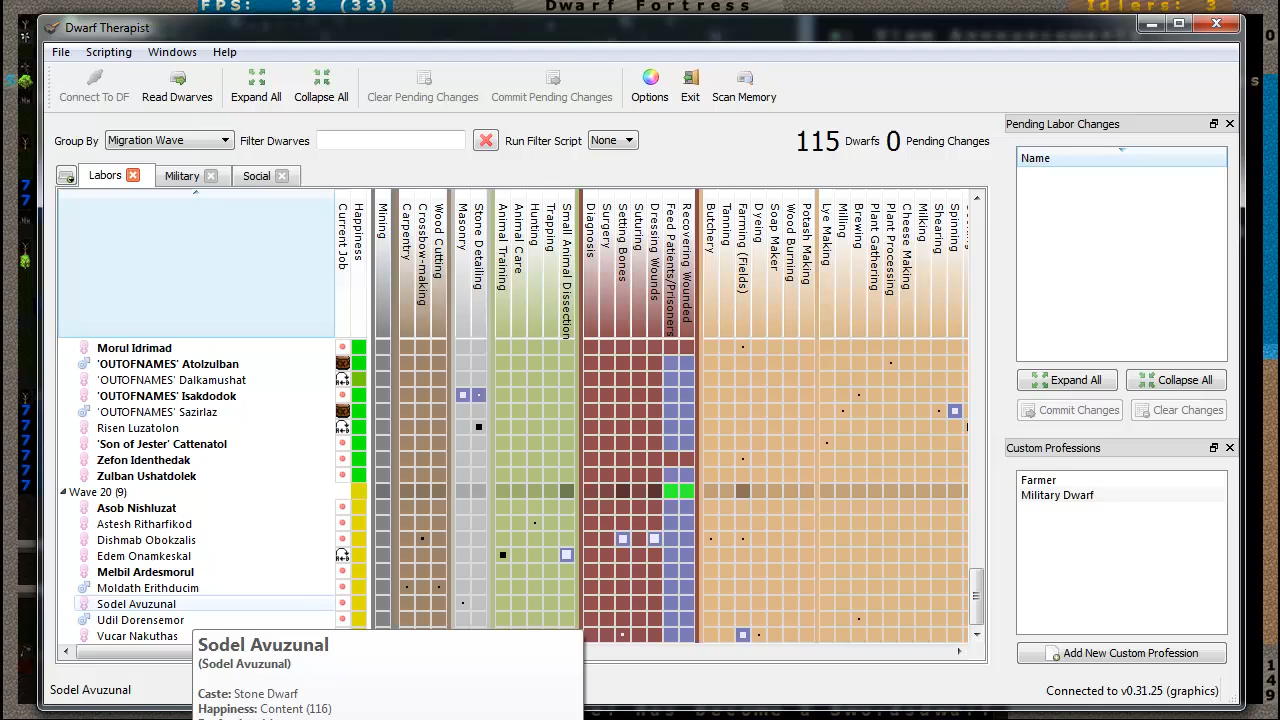 FPS: 33 (33) Dwarf Fortress Idlers: 3
Dwarf Therapist
File Scripting Windows Help
Connect To DF Read Dwarves Expand All Collapse All Clear Pending Changes Commit Pending Changes Options Exit Scan Memory
Group By Migration Wave Filter Dwarves Run Filter Script None 115 Dwarfs 0 Pending Changes
Labors Military Social
Current Job
Happiness
Mining
Carpentry
Crossbow-making
Wood Cutting
Masonry
Stone Detailing
Animal Training
Animal Care
Hunting
Trapping
Small Animal Dissection
Diagnosis
Surgery
Setting Bones
Suturing
Dressing Wounds
Feed Patients/Prisoners
Recovering Wounded
Butchery
Tanning
Farming (Fields)
Dyeing
Soap Maker
Wood Burning
Potash Making
Lye Making
Milling
Brewing
Plant Gathering
Plant Processing
Cheese Making
Milking
Shearing
Spinning
Morul Idrimad
'OUTOFNAMES' Atolzulban
'OUTOFNAMES' Dalkamushat
'OUTOFNAMES' Isakdodok
'OUTOFNAMES' Sazirlaz
Risen Luzatolon
'Son of Jester' Cattenatol
Zefon Identhedak
Zulban Ushatdolek
Wave 20 (9)
Asob Nishluzat
Astesh Ritharfikod
Dishmab Obokzalis
Edem Onamkeskal
Melbil Ardesmorul
Moldath Erithducim
Sodel Avuzunal
Udil Dorensemor
Vucar Nakuthas
Sodel Avuzunal
(Sodel Avuzunal)
Caste: Stone Dwarf
Happiness: Content (116)
Sodel Avuzunal
Pending Labor Changes
Name
Expand All Collapse All
Commit Changes Clear Changes
Custom Professions
Farmer
Military Dwarf
Add New Custom Profession
Connected to v0.31.25 (graphics)